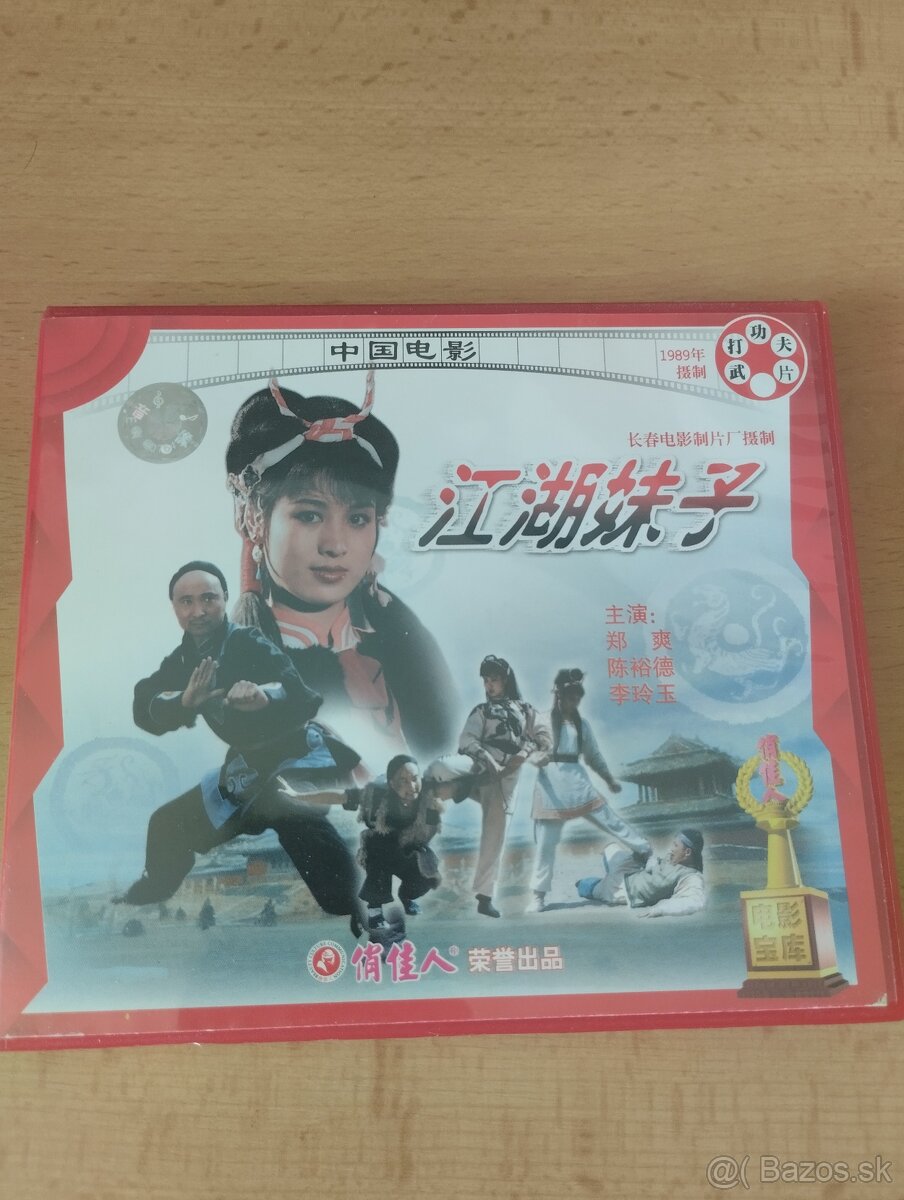 中国电影
1989年
摄制
功夫
打武片
长春电影制片厂摄制
江湖妹子
主演：
郑 爽
陈裕德
李玲玉
俏佳人
电影
宝库
俏佳人® 荣誉出品
@( Bazos.sk